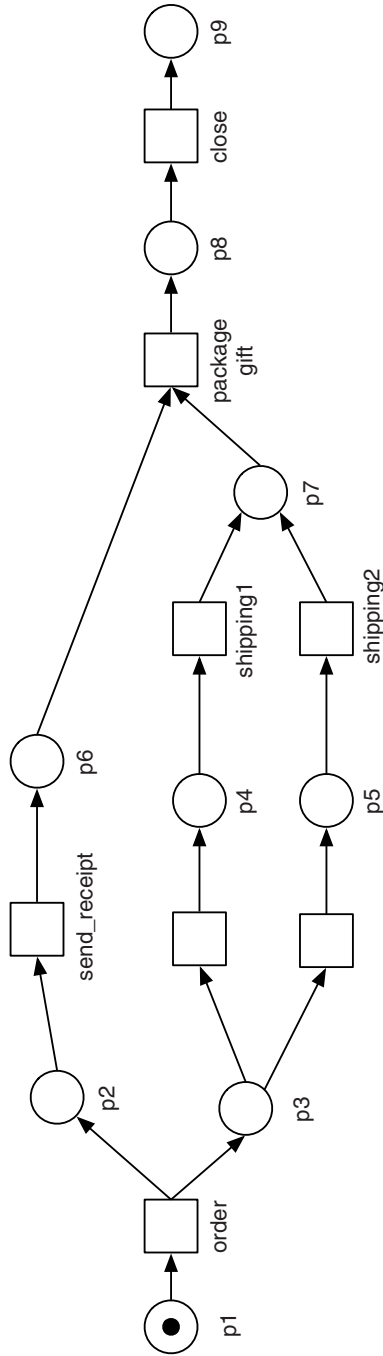 p1
order
p2
p3
send_receipt
p6
p4
p5
shipping1
shipping2
p7
package
gift
p8
close
p9